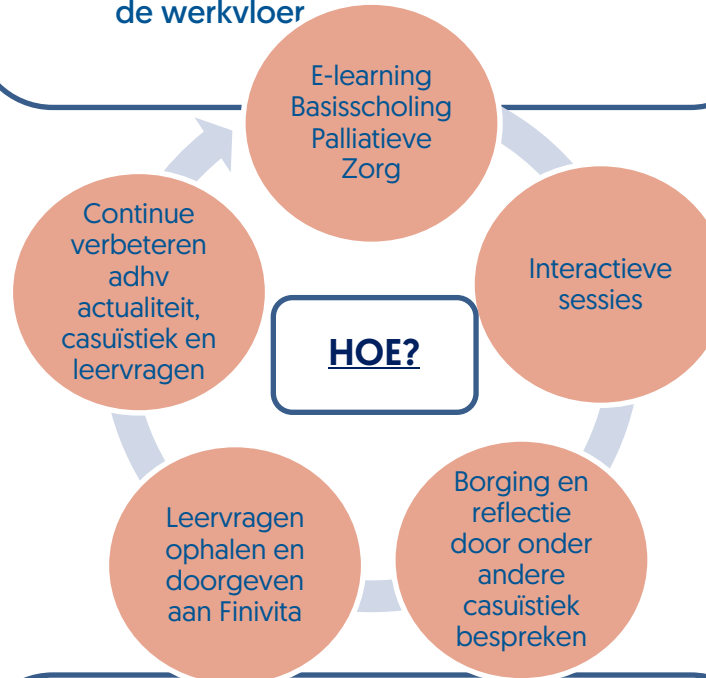 de werkvloer
E-learning
Basisscholing
Palliatieve
Zorg
Interactieve
sessies
Borging en
reflectie
door onder
andere
casuïstiek
bespreken
Leervragen
ophalen en
doorgeven
aan Finivita
Continue
verbeteren
adhv
actualiteit,
casuïstiek en
leervragen
HOE?